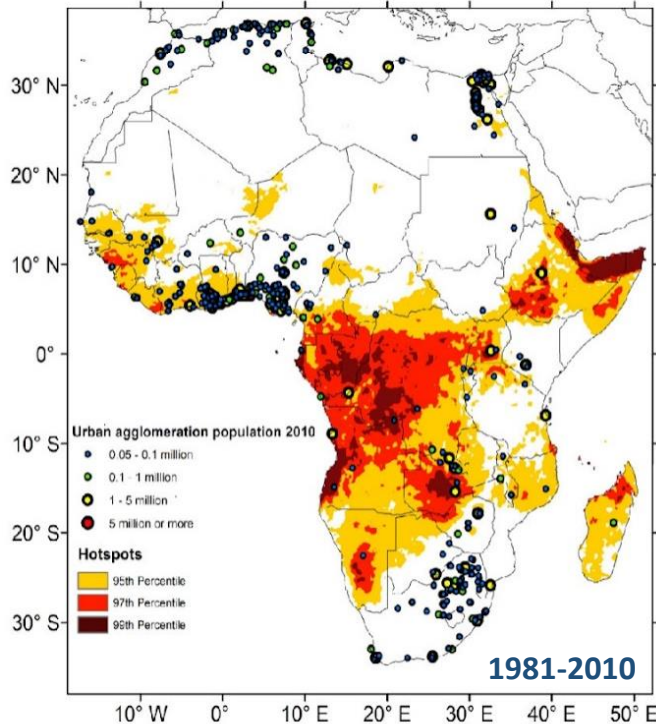 30° N
20° N
10° N
0°
10° S
20° S
30° S
Urban agglomeration population 2010
0.05 - 0.1 million
0.1 - 1 million
1 - 5 million
5 million or more
Hotspots
95th Percentile
97th Percentile
99th Percentile
1981-2010
10° W 0° 10° E 20° E 30° E 40° E 50° E